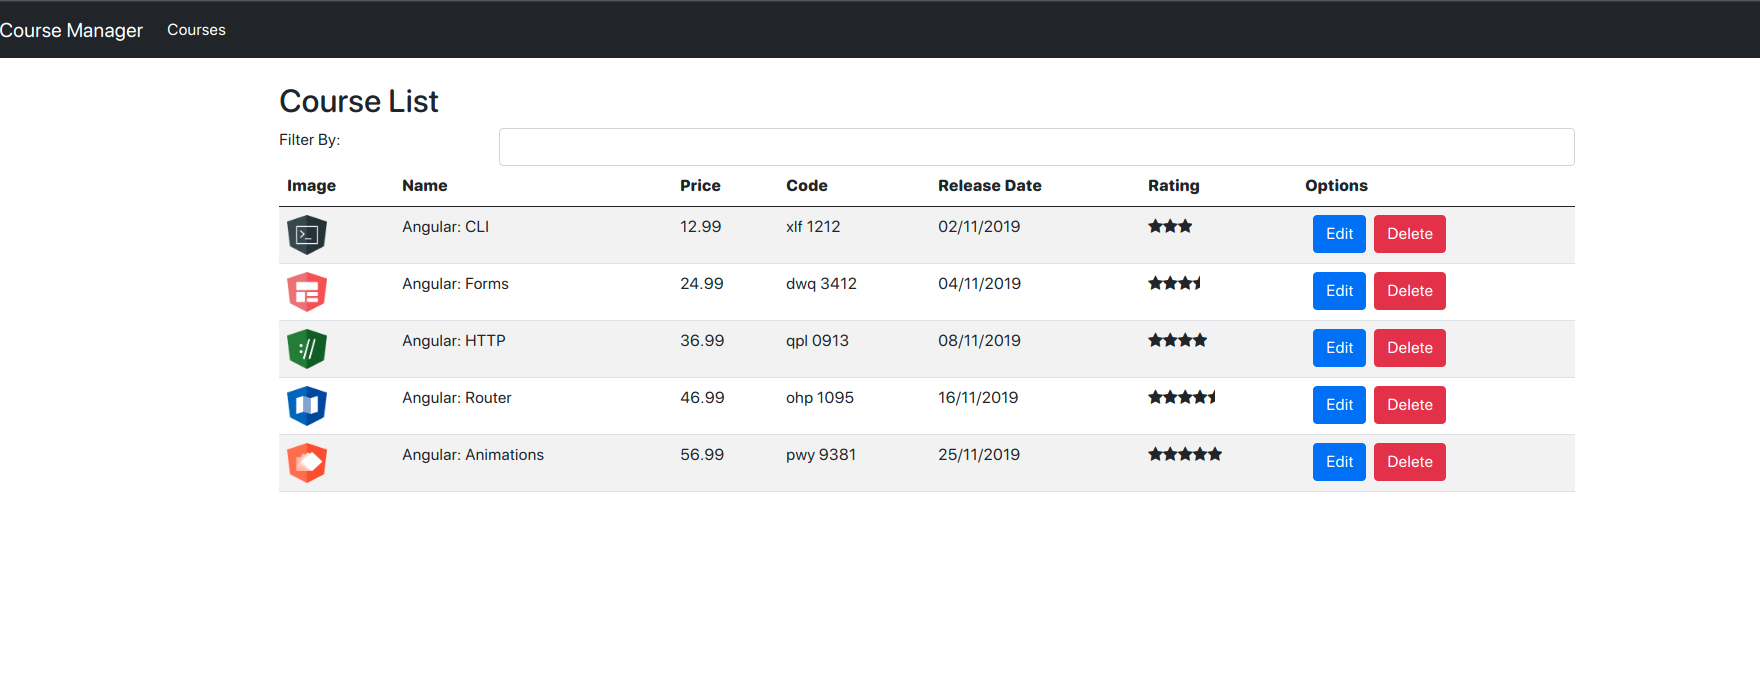 Course Manager Courses
Course List
Filter By:
Image Name Price Code Release Date Rating Options
Angular: CLI 12.99 xlf 1212 02/11/2019 Edit Delete
Angular: Forms 24.99 dwq 3412 04/11/2019 Edit Delete
Angular: HTTP 36.99 qpl 0913 08/11/2019 Edit Delete
Angular: Router 46.99 ohp 1095 16/11/2019 Edit Delete
Angular: Animations 56.99 pwy 9381 25/11/2019 Edit Delete